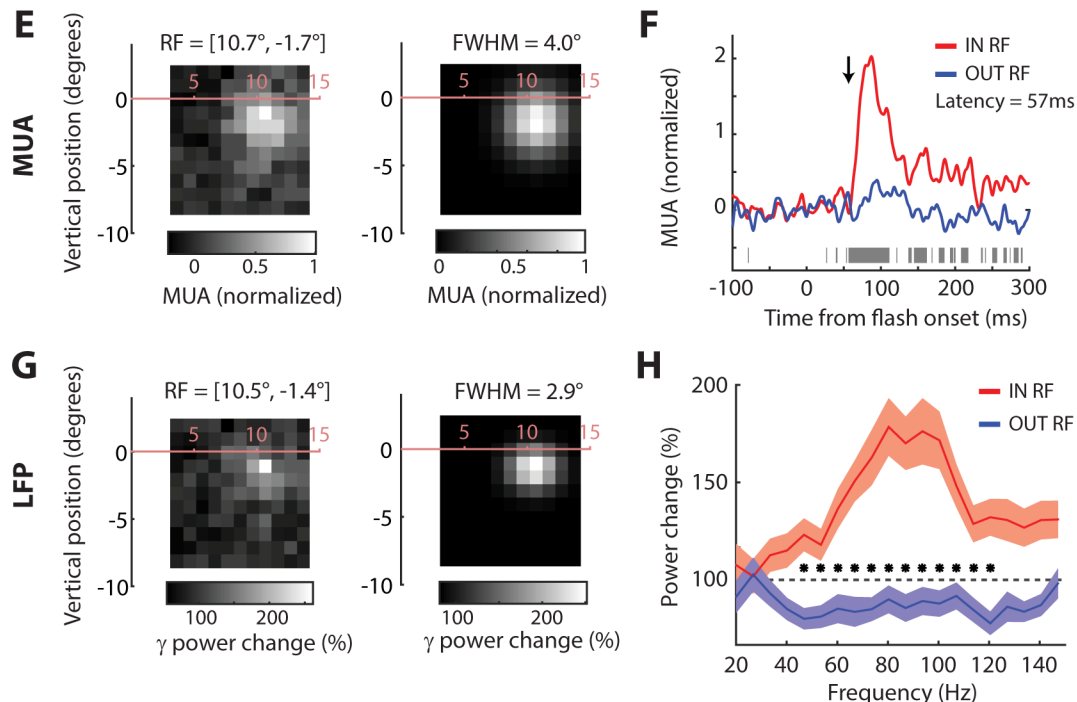 E
MUA
Vertical position (degrees)
RF = [10.7°, -1.7°]
5 10 15
0
-5
-10
0 0.5 1
MUA (normalized)
FWHM = 4.0°
5 10 15
0
-5
-10
0 0.5 1
MUA (normalized)
F
MUA (normalized)
2
1
0
IN RF
OUT RF
Latency = 57ms
-100 0 100 200 300
Time from flash onset (ms)
G
LFP
Vertical position (degrees)
RF = [10.5°, -1.4°]
5 10 15
0
-5
-10
100 200
γ power change (%)
FWHM = 2.9°
5 10 15
0
-5
-10
100 200
γ power change (%)
H
Power change (%)
200
150
100
IN RF
OUT RF
* * * * * * * * * * * *
20 40 60 80 100 120 140
Frequency (Hz)